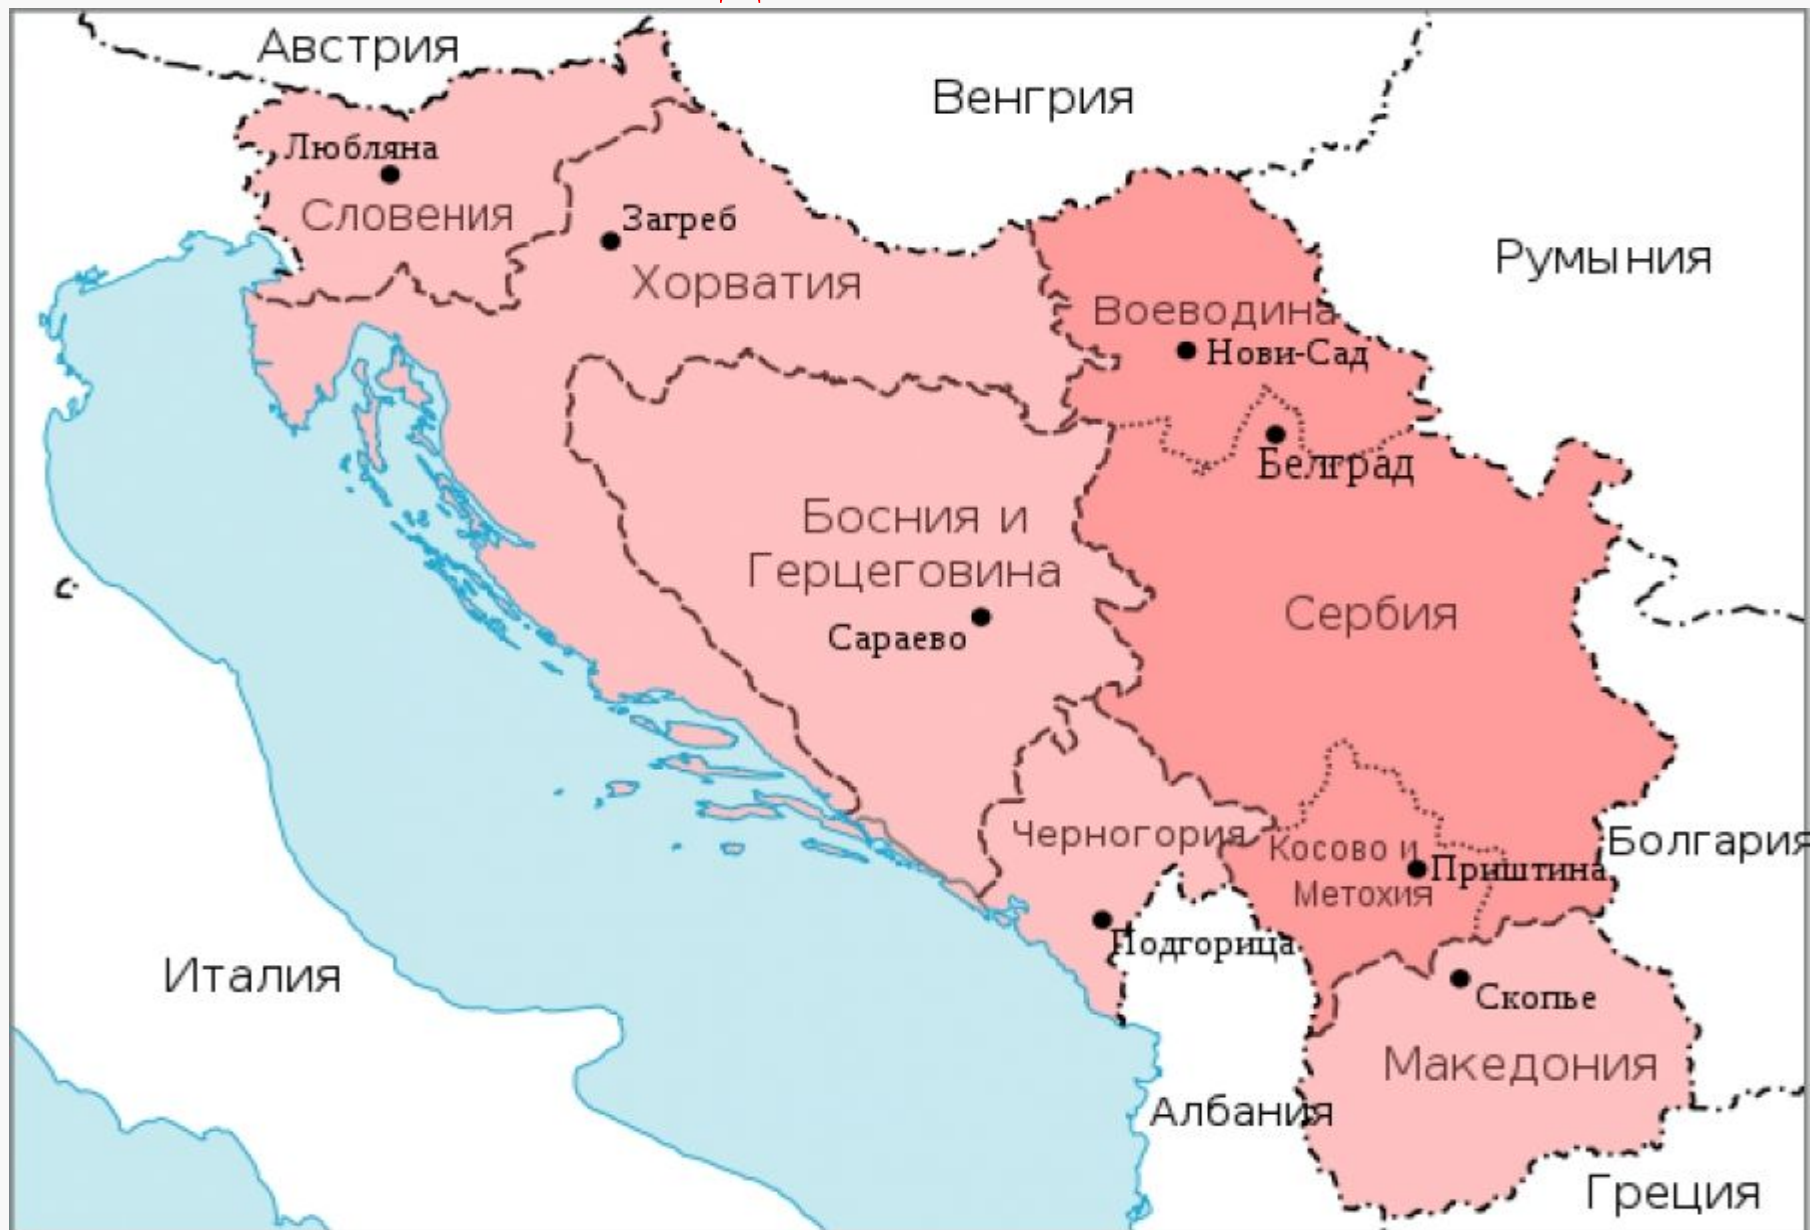 Австрия
Венгрия
Любляна
Словения
Загреб
Хорватия
Румыния
Воеводина
Нови-Сад
Белград
Босния и
Герцеговина
Сараево
Сербия
Черногория
Косово и
Метохия
Приштина
Болгария
Подгорица
Италия
Скопье
Македония
Албания
Греция